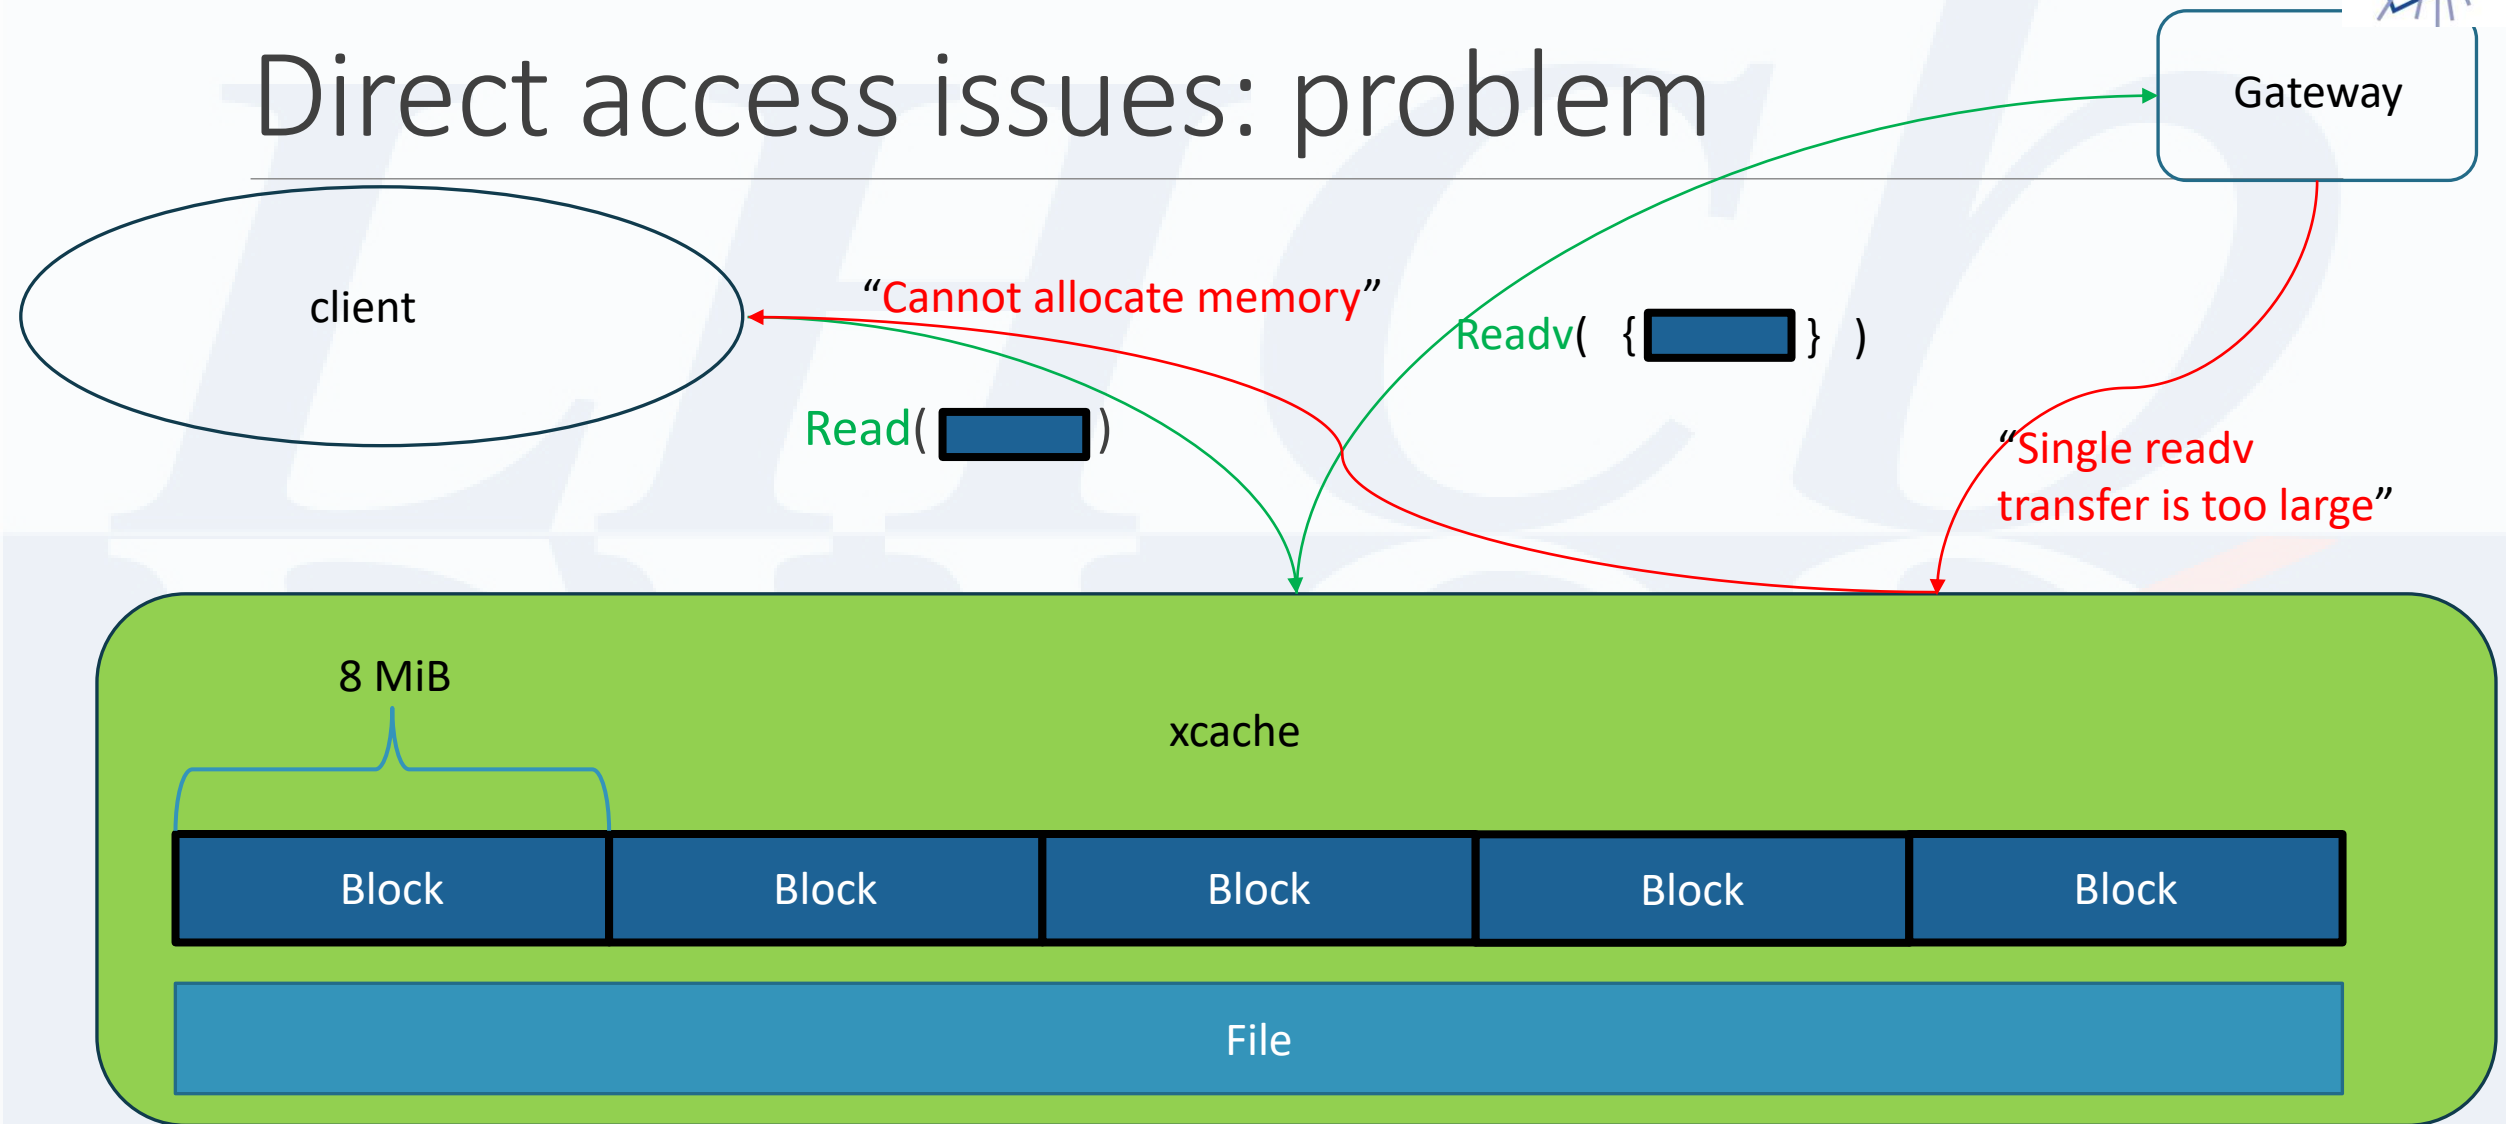 Direct access issues: problem
Gateway
client
“Cannot allocate memory”
Readv( { } )
Read( )
“Single readv
transfer is too large”
8 MiB
xcache
Block Block Block Block Block
File